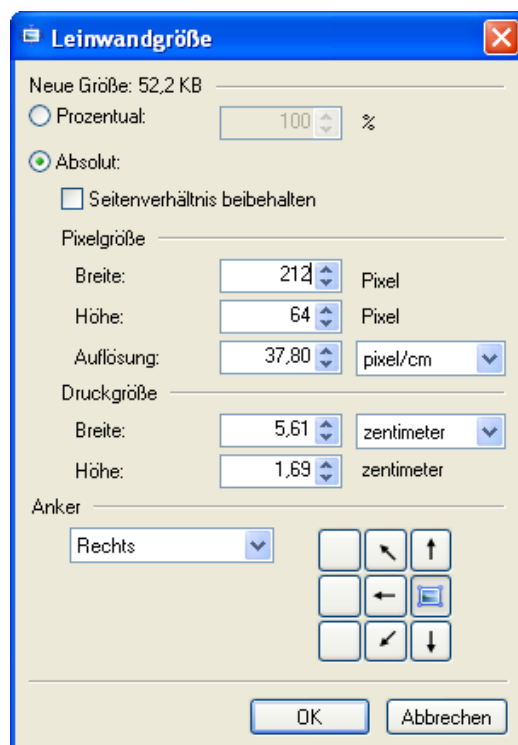 Leinwandgröße
Neue Größe: 52,2 KB
Prozentual: 100 %
Absolut:
Seitenverhältnis beibehalten
Pixelgröße
Breite: 212 Pixel
Höhe: 64 Pixel
Auflösung: 37,80 pixel/cm
Druckgröße
Breite: 5,61 zentimeter
Höhe: 1,69 zentimeter
Anker
Rechts
OK Abbrechen